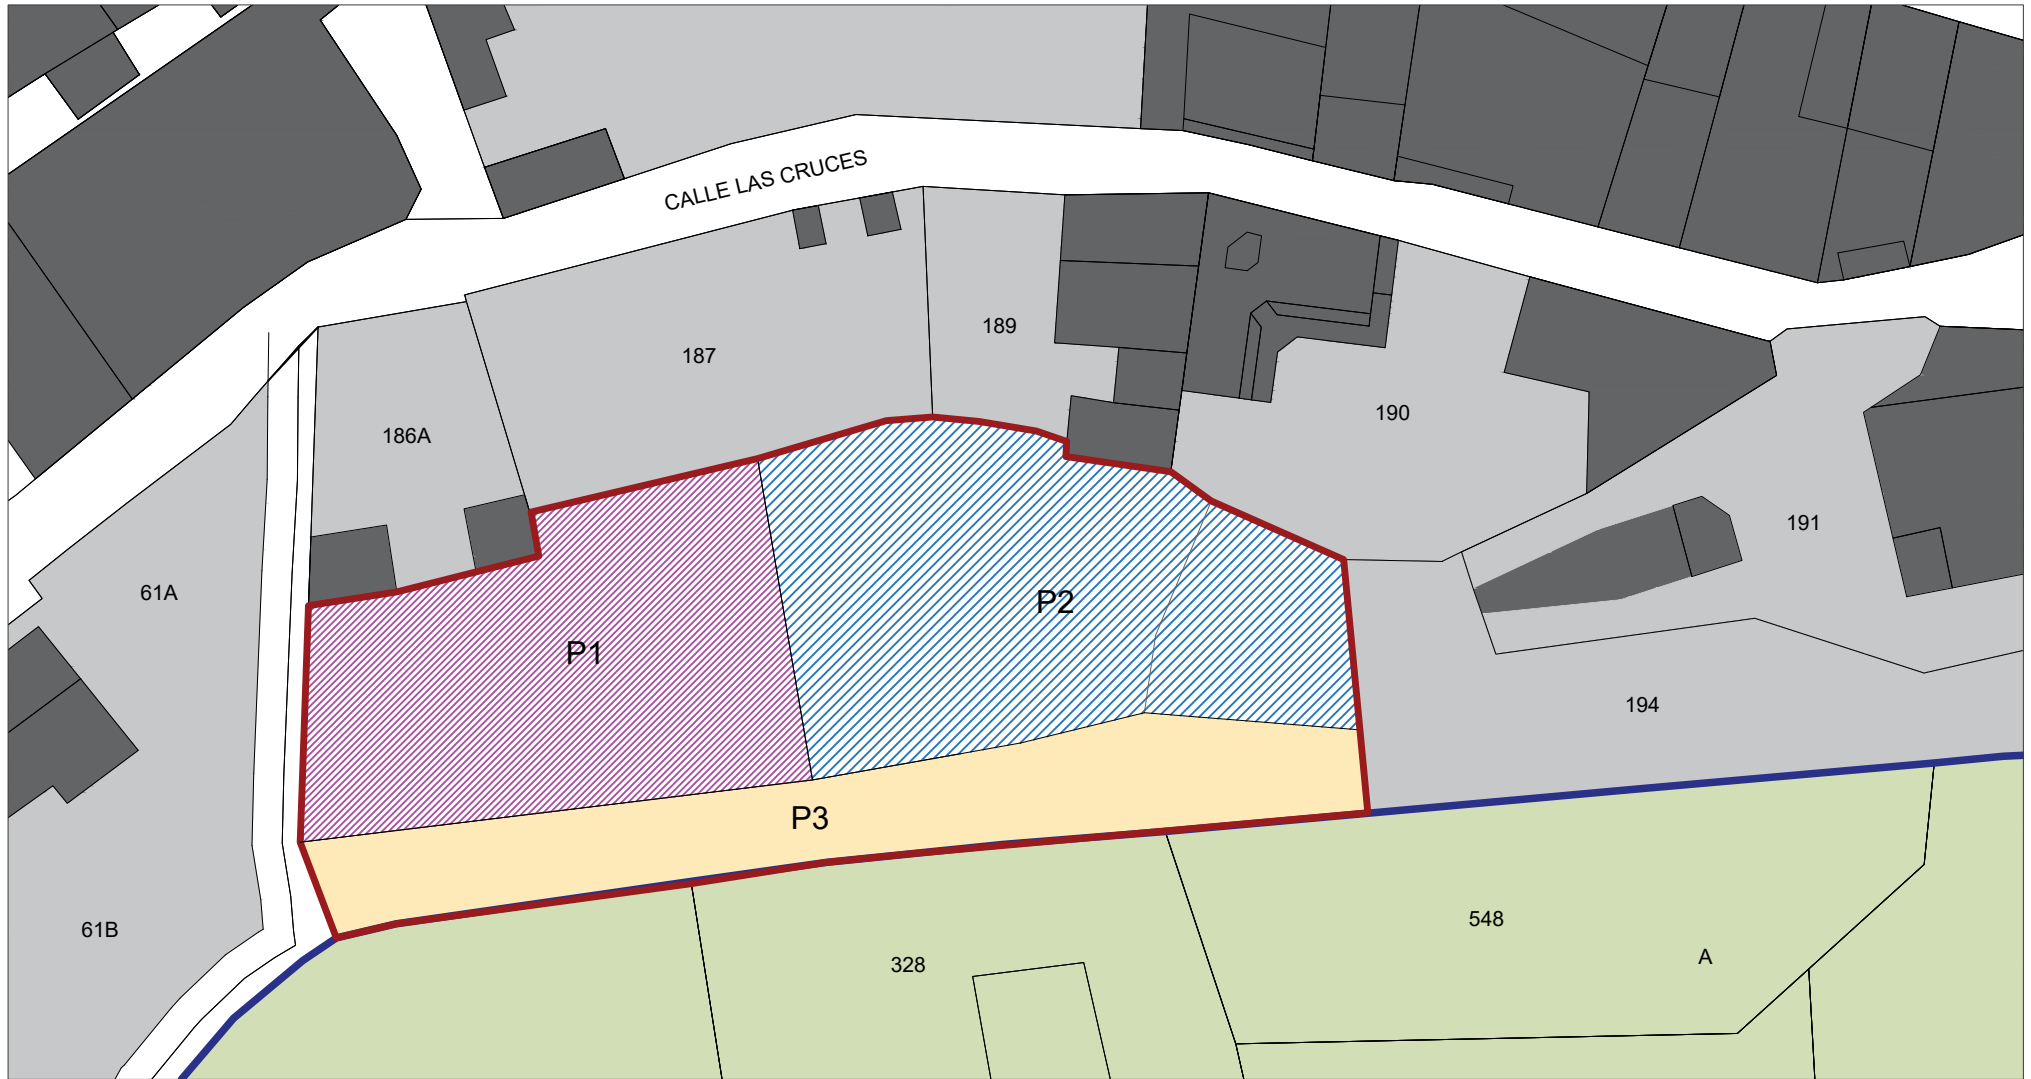 CALLE LAS CRUCES
189
187
190
186A
191
61A
P2
P1
194
P3
548
61B
A
328